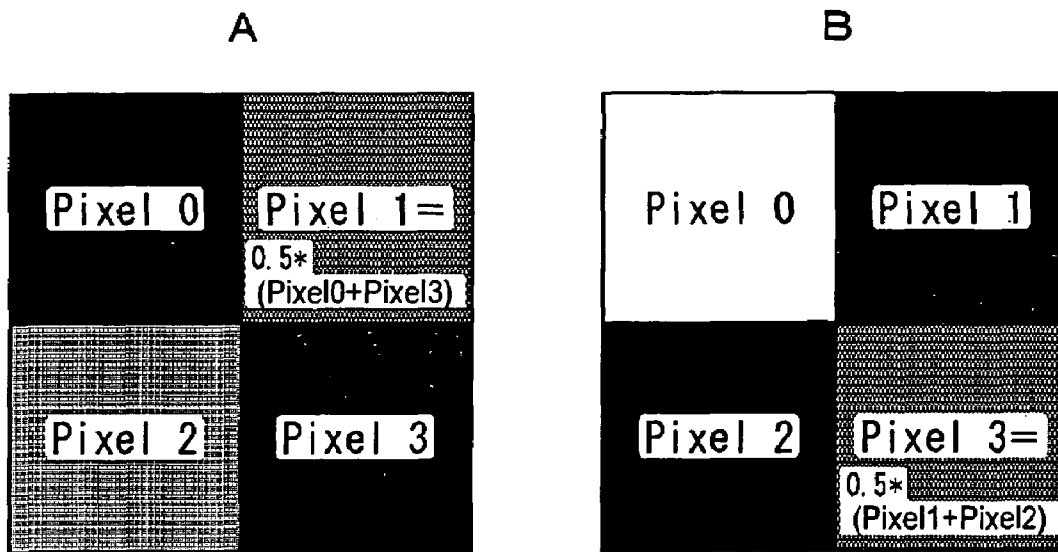 A
B
Pixel 0
Pixel 1=
0.5*
(Pixel0+Pixel3)
Pixel 2
Pixel 3
Pixel 0
Pixel 1
Pixel 2
Pixel 3=
0.5*
(Pixel1+Pixel2)